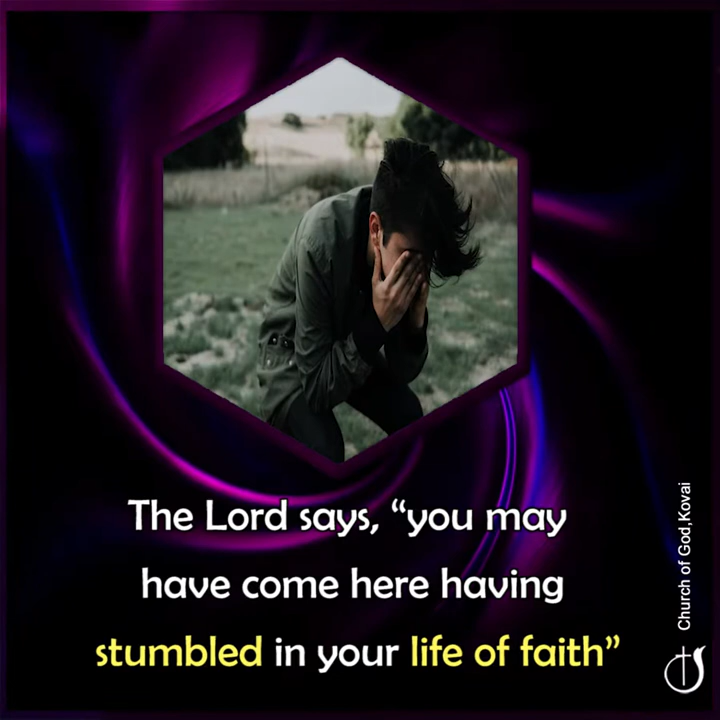 The Lord says, “you may
have come here having
stumbled in your life of faith”
Church of God,Kovai